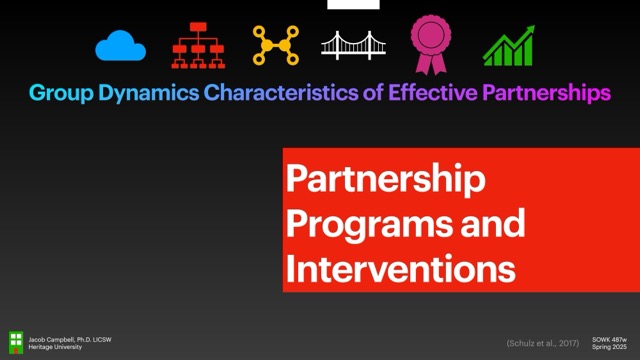 Group Dynamics Characteristics of Effective Partnerships
Partnership
Programs and
Interventions
Jacob Campbell, Ph.D. LICSW
Heritage University
(Schulz et al., 2017)
SOWK 487w
Spring 2025